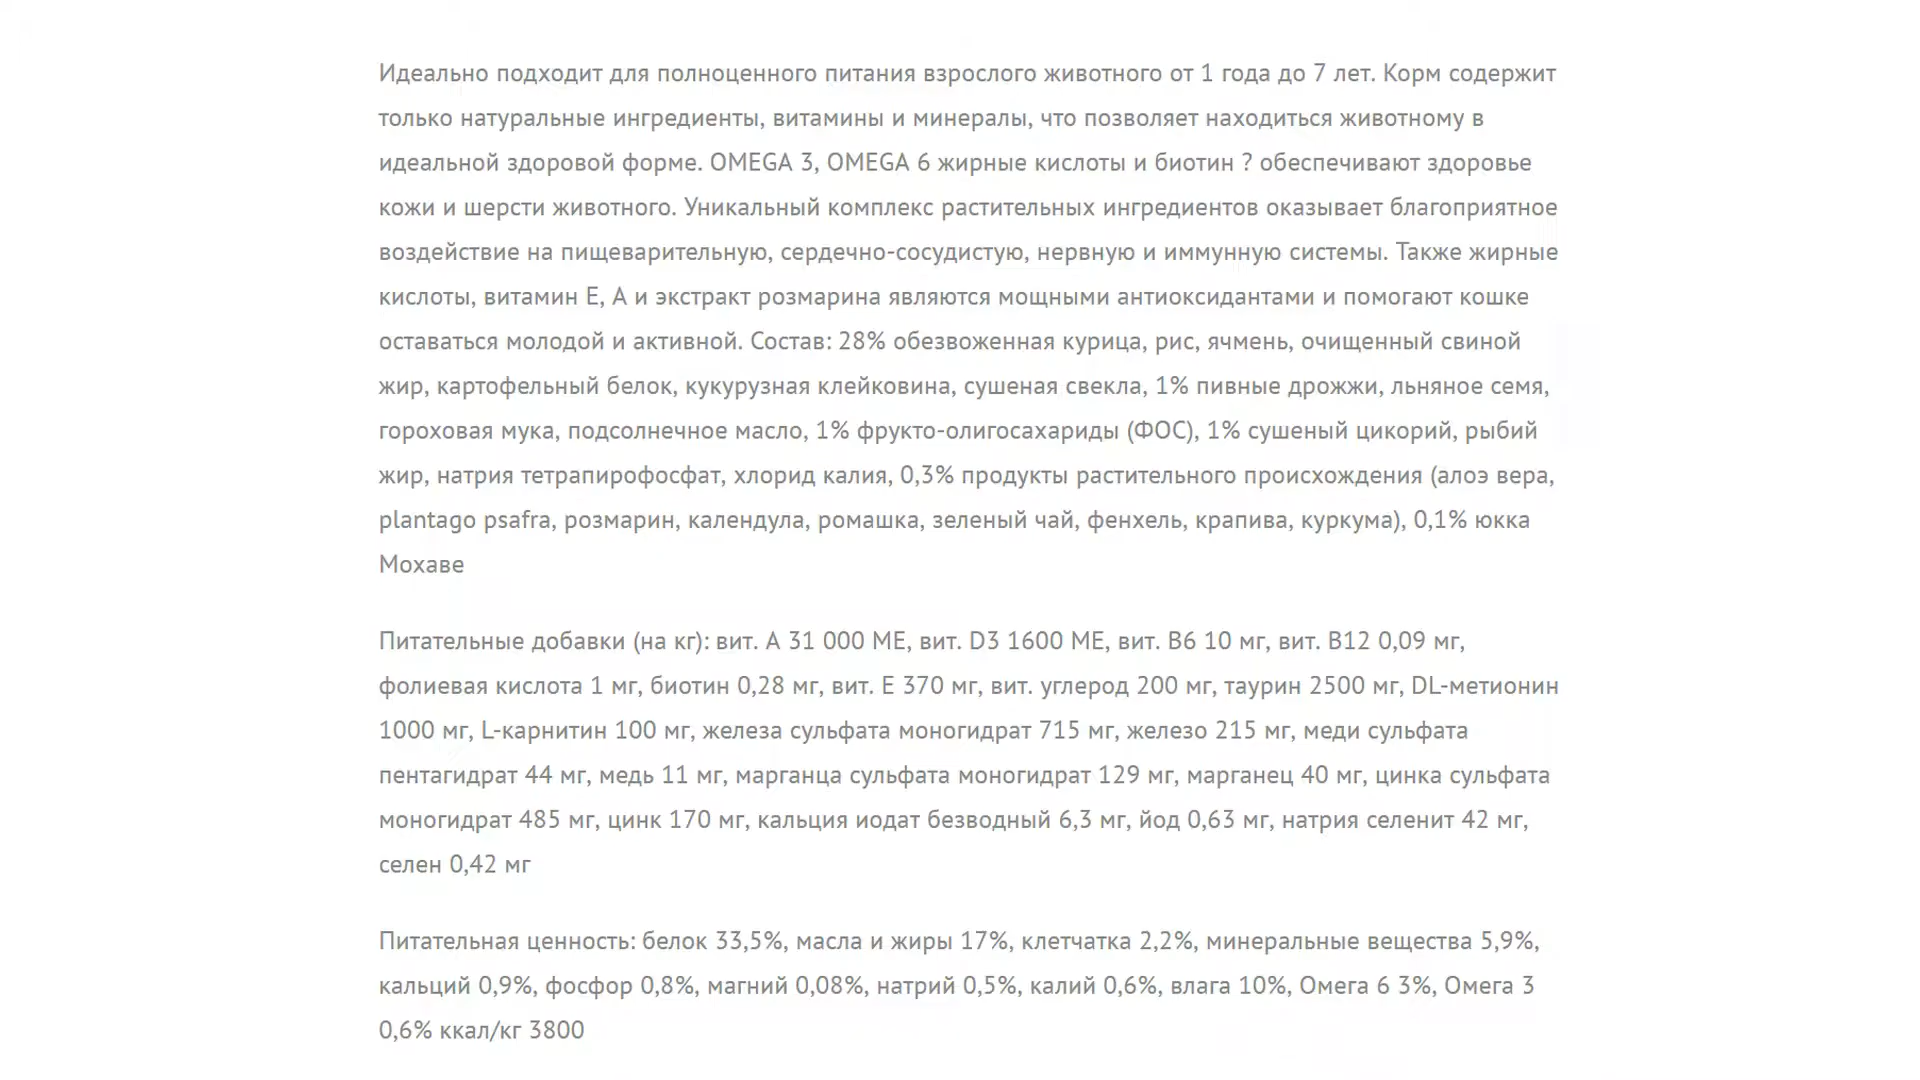 Идеально подходит для полноценного питания взрослого животного от 1 года до 7 лет. Корм содержит
только натуральные ингредиенты, витамины и минералы, что позволяет находиться животному в
идеальной здоровой форме. OMEGA 3, OMEGA 6 жирные кислоты и биотин ? обеспечивают здоровье
кожи и шерсти животного. Уникальный комплекс растительных ингредиентов оказывает благоприятное
воздействие на пищеварительную, сердечно-сосудистую, нервную и иммунную системы. Также жирные
кислоты, витамин Е, А и экстракт розмарина являются мощными антиоксидантами и помогают кошке
оставаться молодой и активной. Состав: 28% обезвоженная курица, рис, ячмень, очищенный свиной
жир, картофельный белок, кукурузная клейковина, сушеная свекла, 1% пивные дрожжи, льняное семя,
гороховая мука, подсолнечное масло, 1% фрукто-олигосахариды (ФОС), 1% сушеный цикорий, рыбий
жир, натрия тетрапирофосфат, хлорид калия, 0,3% продукты растительного происхождения (алоэ вера,
plantago psafra, розмарин, календула, ромашка, зеленый чай, фенхель, крапива, куркума), 0,1% юкка
Мохаве
Питательные добавки (на кг): вит. А 31 000 МЕ, вит. D3 1600 МЕ, вит. В6 10 мг, вит. В12 0,09 мг,
фолиевая кислота 1 мг, биотин 0,28 мг, вит. Е 370 мг, вит. углерод 200 мг, таурин 2500 мг, DL-метионин
1000 мг, L-карнитин 100 мг, железа сульфата моногидрат 715 мг, железо 215 мг, меди сульфата
пентагидрат 44 мг, медь 11 мг, марганца сульфата моногидрат 129 мг, марганец 40 мг, цинка сульфата
моногидрат 485 мг, цинк 170 мг, кальция иодат безводный 6,3 мг, йод 0,63 мг, натрия селенит 42 мг,
селен 0,42 мг
Питательная ценность: белок 33,5%, масла и жиры 17%, клетчатка 2,2%, минеральные вещества 5,9%,
кальций 0,9%, фосфор 0,8%, магний 0,08%, натрий 0,5%, калий 0,6%, влага 10%, Омега 6 3%, Омега 3
0,6% ккал/кг 3800